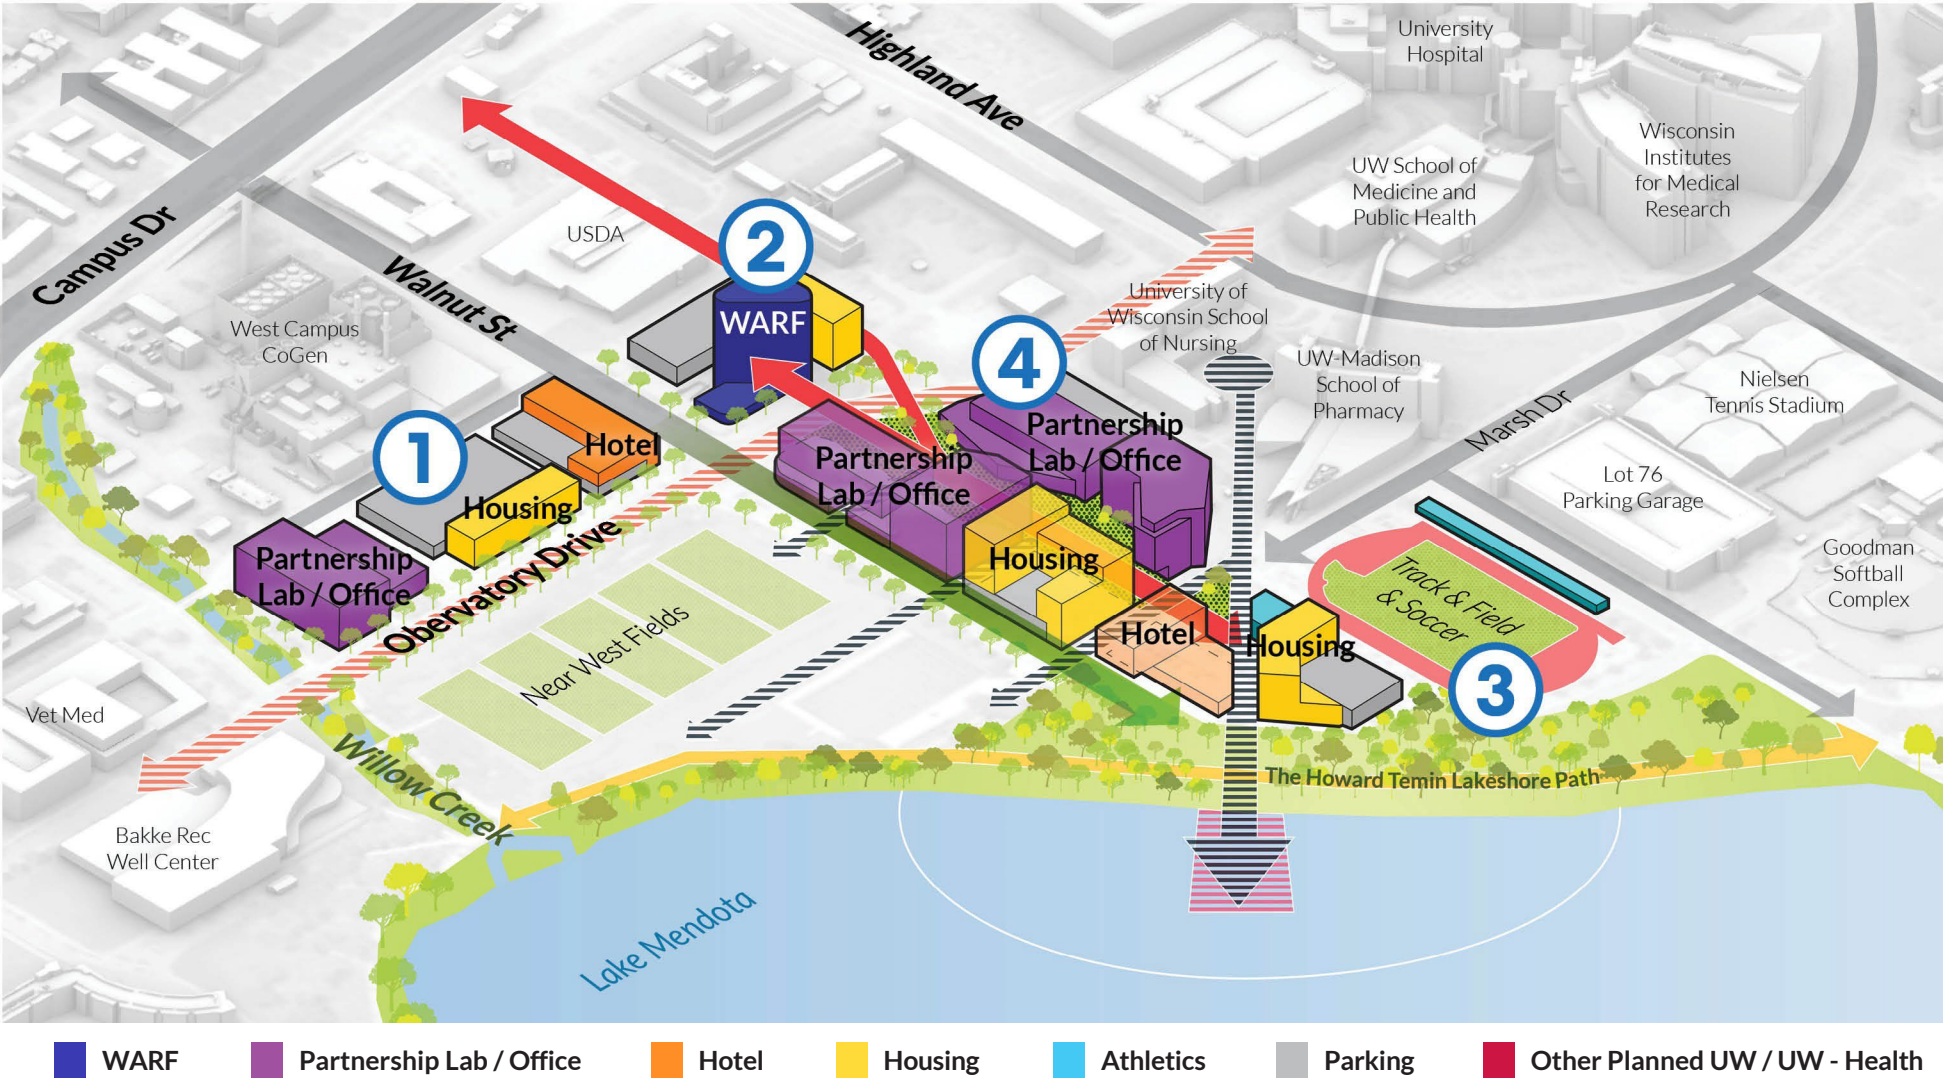 Highland Ave
University
Hospital
Wisconsin
Institutes
for Medical
Research
UW School of
Medicine and
Public Health
Campus Dr
USDA
2
Walnut St
WARF
University of
Wisconsin School
of Nursing
West Campus
CoGen
4
UW-Madison
School of
Pharmacy
Nielsen
Tennis Stadium
Marsh Dr
1
Hotel
Partnership
Lab / Office
Partnership
Lab / Office
Lot 76
Parking Garage
Housing
Partnership
Lab / Office
Obervatory Drive
Housing
Goodman
Softball
Complex
Track & Field
& Soccer
Near West Fields
Hotel
Housing
3
Vet Med
Willow Creek
The Howard Temin Lakeshore Path
Bakke Rec
Well Center
Lake Mendota
WARF
Partnership Lab / Office
Hotel
Housing
Athletics
Parking
Other Planned UW / UW - Health